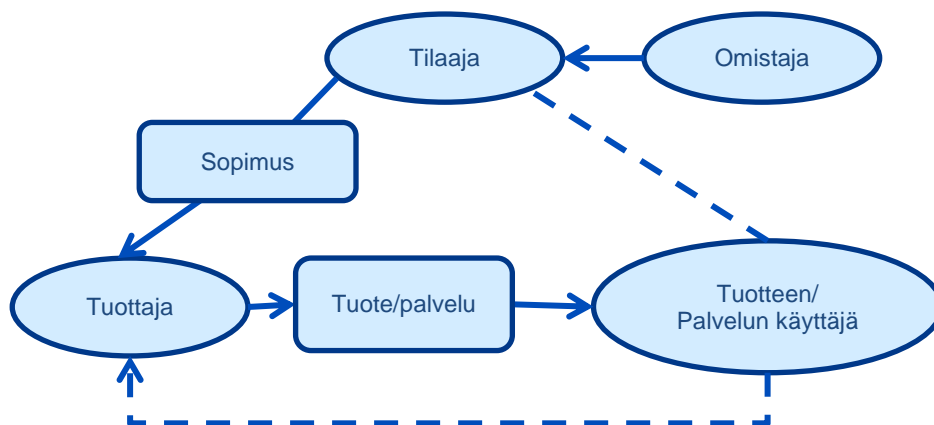 Tilaaja
Omistaja
Sopimus
Tuottaja
Tuote/palvelu
Tuotteen/
Palvelun käyttäjä